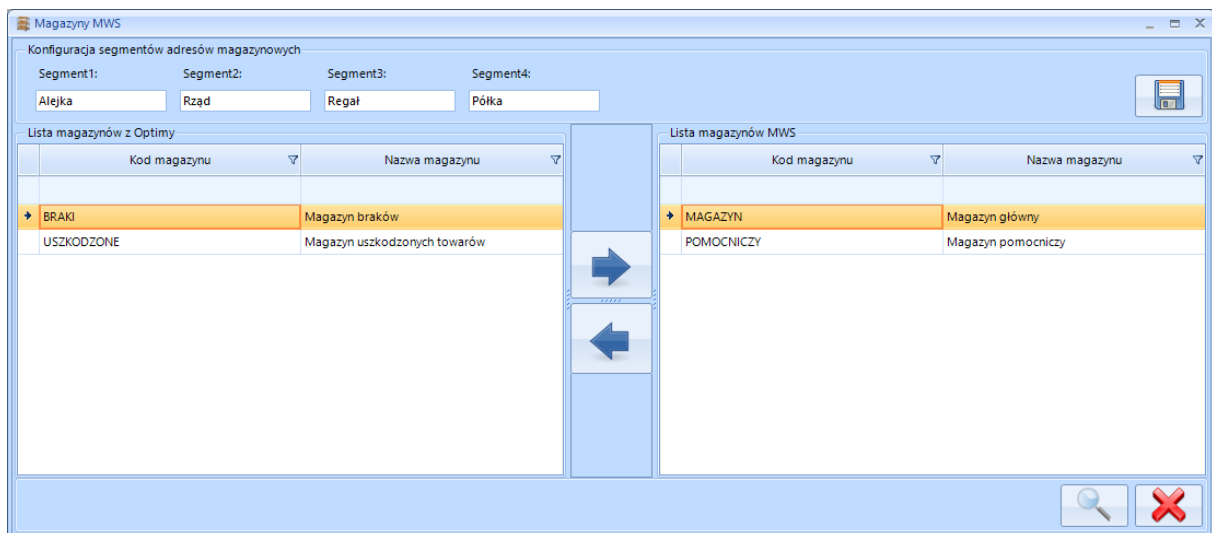 Magazyny MWS
Konfiguracja segmentów adresów magazynowych
Segment1: Segment2: Segment3: Segment4:
Alejka Rząd Regał Półka
Lista magazynów z Optimy
Kod magazynu Nazwa magazynu
BRAKI Magazyn braków
USZKODZONE Magazyn uszkodzonych towarów
Lista magazynów MWS
Kod magazynu Nazwa magazynu
MAGAZYN Magazyn główny
POMOCNICZY Magazyn pomocniczy